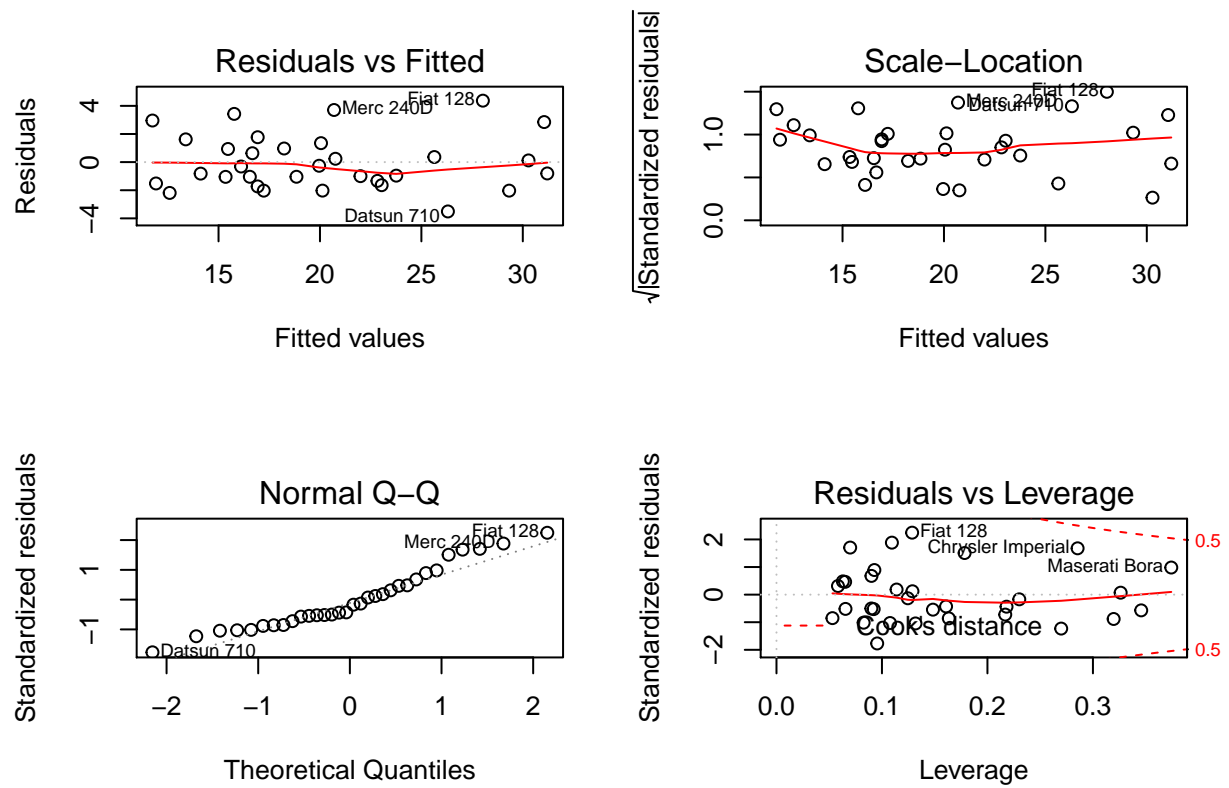 Residuals vs Fitted
Residuals
4
0
−4
Fiat 128
Merc 240D
Datsun 710
15 20 25 30
Fitted values
Scale−Location
√|Standardized residuals|
1.0
0.0
Fiat 128
Merc 240D
Datsun 710
15 20 25 30
Fitted values
Normal Q−Q
Standardized residuals
1
−1
Fiat 128
Merc 240D
Datsun 710
−2 −1 0 1 2
Theoretical Quantiles
Residuals vs Leverage
Standardized residuals
2
0
−2
Fiat 128
Chrysler Imperial
Maserati Bora
Cook's distance
0.5
0.5
0.0 0.1 0.2 0.3
Leverage